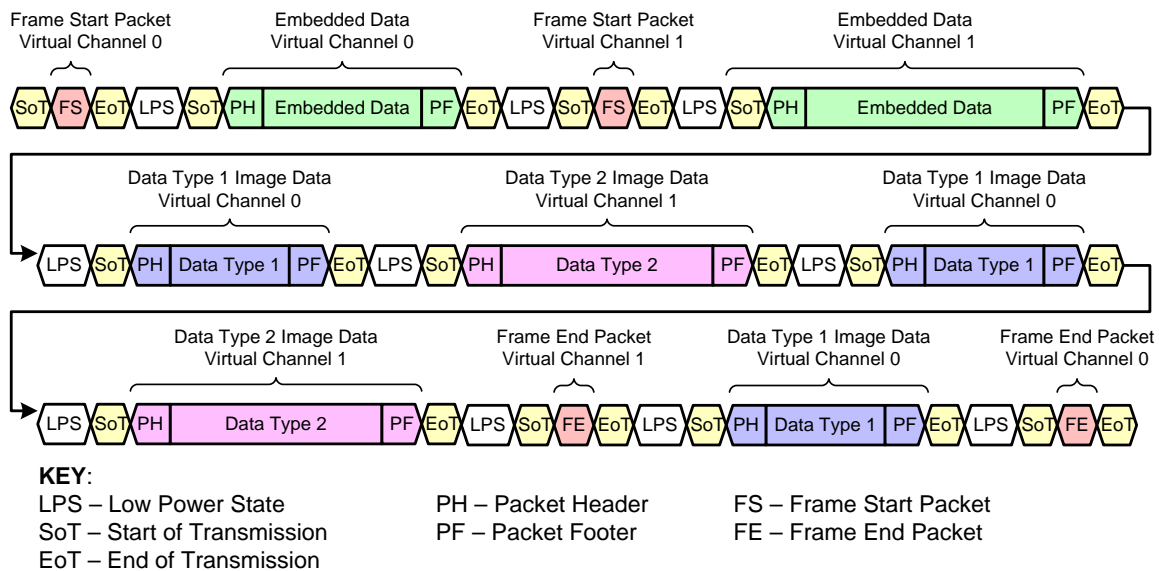 Frame Start Packet
Virtual Channel 0
Embedded Data
Virtual Channel 0
Frame Start Packet
Virtual Channel 1
Embedded Data
Virtual Channel 1
SoT FS EoT LPS SoT PH Embedded Data PF EoT LPS SoT FS EoT LPS SoT PH Embedded Data PF EoT
Data Type 1 Image Data
Virtual Channel 0
Data Type 2 Image Data
Virtual Channel 1
Data Type 1 Image Data
Virtual Channel 0
LPS SoT PH Data Type 1 PF EoT LPS SoT PH Data Type 2 PF EoT LPS SoT PH Data Type 1 PF EoT
Data Type 2 Image Data
Virtual Channel 1
Frame End Packet
Virtual Channel 1
Data Type 1 Image Data
Virtual Channel 0
Frame End Packet
Virtual Channel 0
LPS SoT PH Data Type 2 PF EoT LPS SoT FE EoT LPS SoT PH Data Type 1 PF EoT LPS SoT FE EoT
KEY:
LPS – Low Power State
PH – Packet Header
FS – Frame Start Packet
SoT – Start of Transmission
PF – Packet Footer
FE – Frame End Packet
EoT – End of Transmission